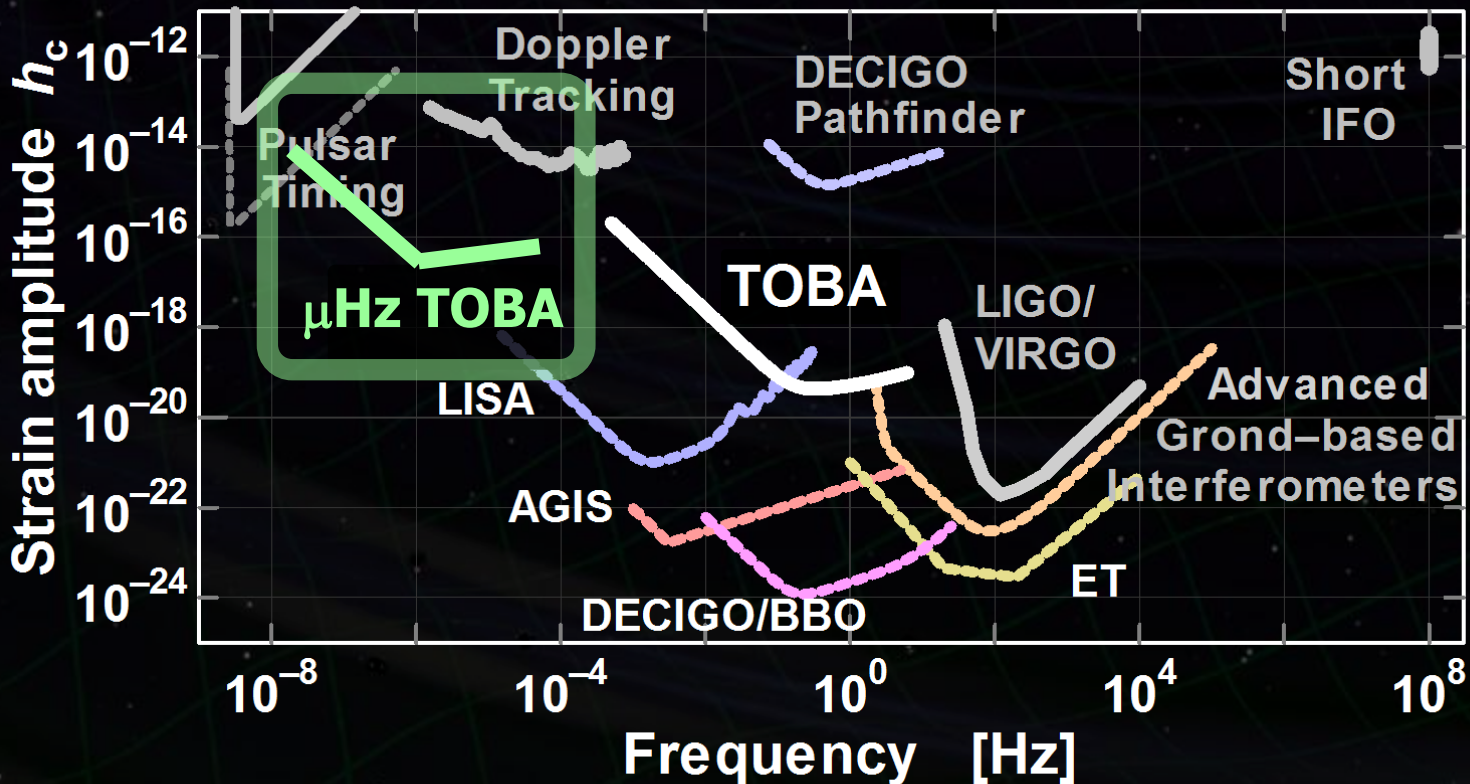 Strain amplitude h_c
10^–12
10^–14
10^–16
10^–18
10^–20
10^–22
10^–24
Doppler
Tracking
DECIGO
Pathfinder
Short
IFO
Pulsar
Timing
μHz TOBA
TOBA
LIGO/
VIRGO
LISA
Advanced
Grond–based
Interferometers
AGIS
ET
DECIGO/BBO
10^–8
10^–4
10^0
10^4
10^8
Frequency [Hz]